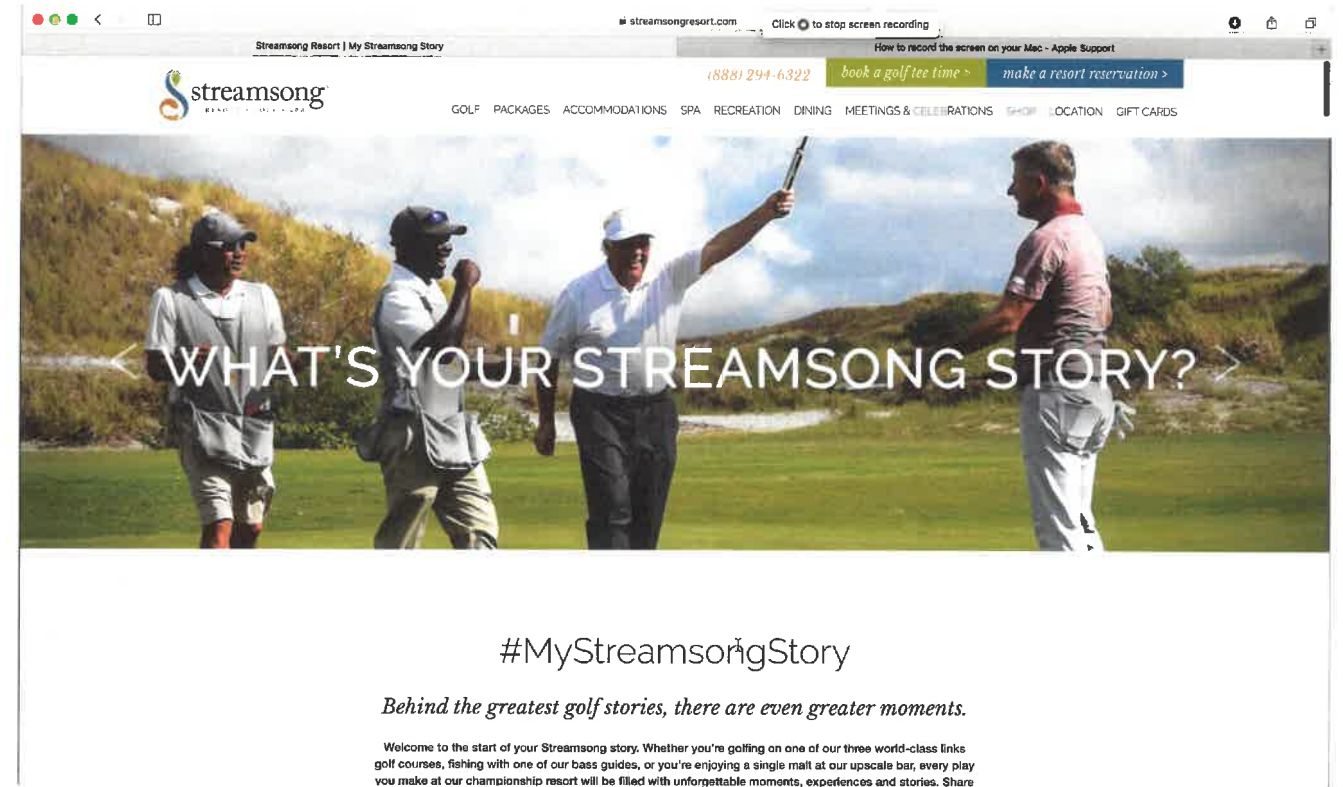 streamsongresort.com
Click to stop screen recording
Streamsong Resort | My Streamsong Story
How to record the screen on your Mac - Apple Support
(888) 294-6322
book a golf tee time >
make a resort reservation >
streamsong
RESORT GOLF SPA
GOLF PACKAGES ACCOMMODATIONS SPA RECREATION DINING MEETINGS & CELEBRATIONS SHOP LOCATION GIFT CARDS
< WHAT'S YOUR STREAMSONG STORY? >
#MyStreamsongStory
Behind the greatest golf stories, there are even greater moments.
Welcome to the start of your Streamsong story. Whether you're golfing on one of our three world-class links
golf courses, fishing with one of our bass guides, or you're enjoying a single malt at our upscale bar, every play
you make at our championship resort will be filled with unforgettable moments, experiences and stories. Share